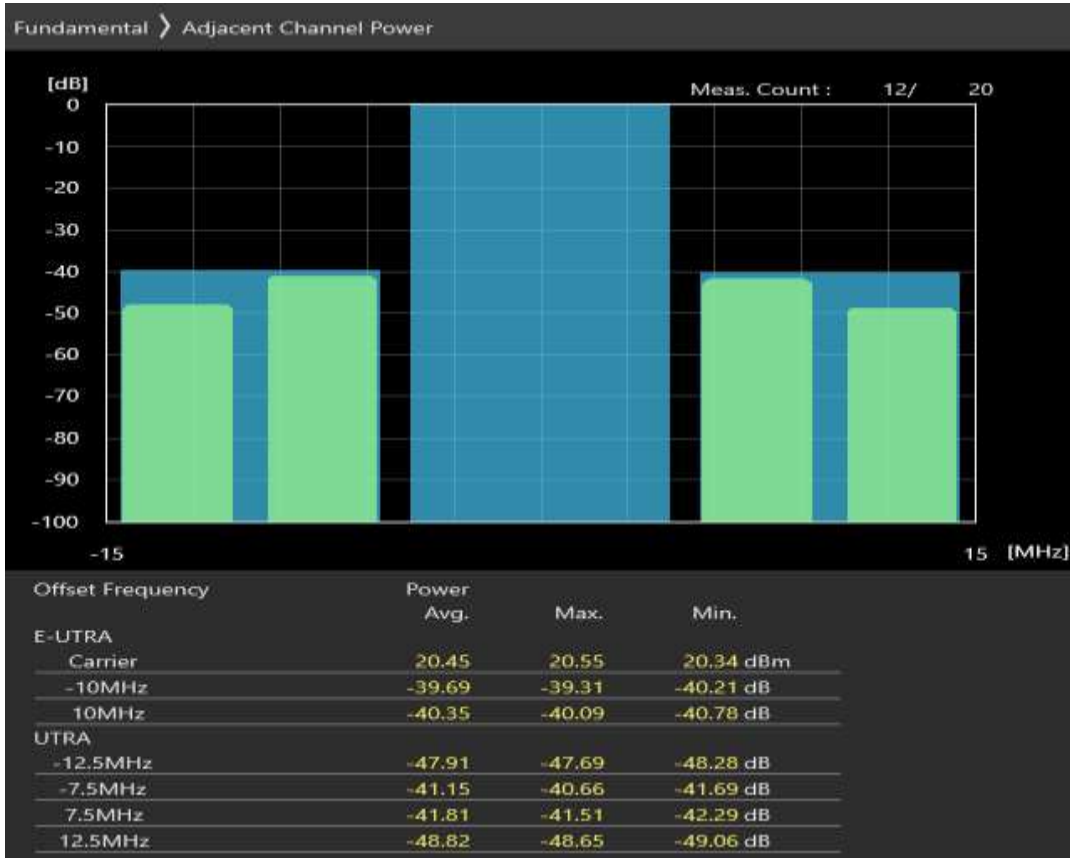 Fundamental 〉 Adjacent Channel Power
[dB]
Meas. Count : 12/ 20
0
-10
-20
-30
-40
-50
-60
-70
-80
-90
-100
-15 15 [MHz]
Offset Frequency Power
Avg. Max. Min.
E-UTRA
Carrier 20.45 20.55 20.34 dBm
-10MHz -39.69 -39.31 -40.21 dB
10MHz -40.35 -40.09 -40.78 dB
UTRA
-12.5MHz -47.91 -47.69 -48.28 dB
-7.5MHz -41.15 -40.66 -41.69 dB
7.5MHz -41.81 -41.51 -42.29 dB
12.5MHz -48.82 -48.65 -49.06 dB